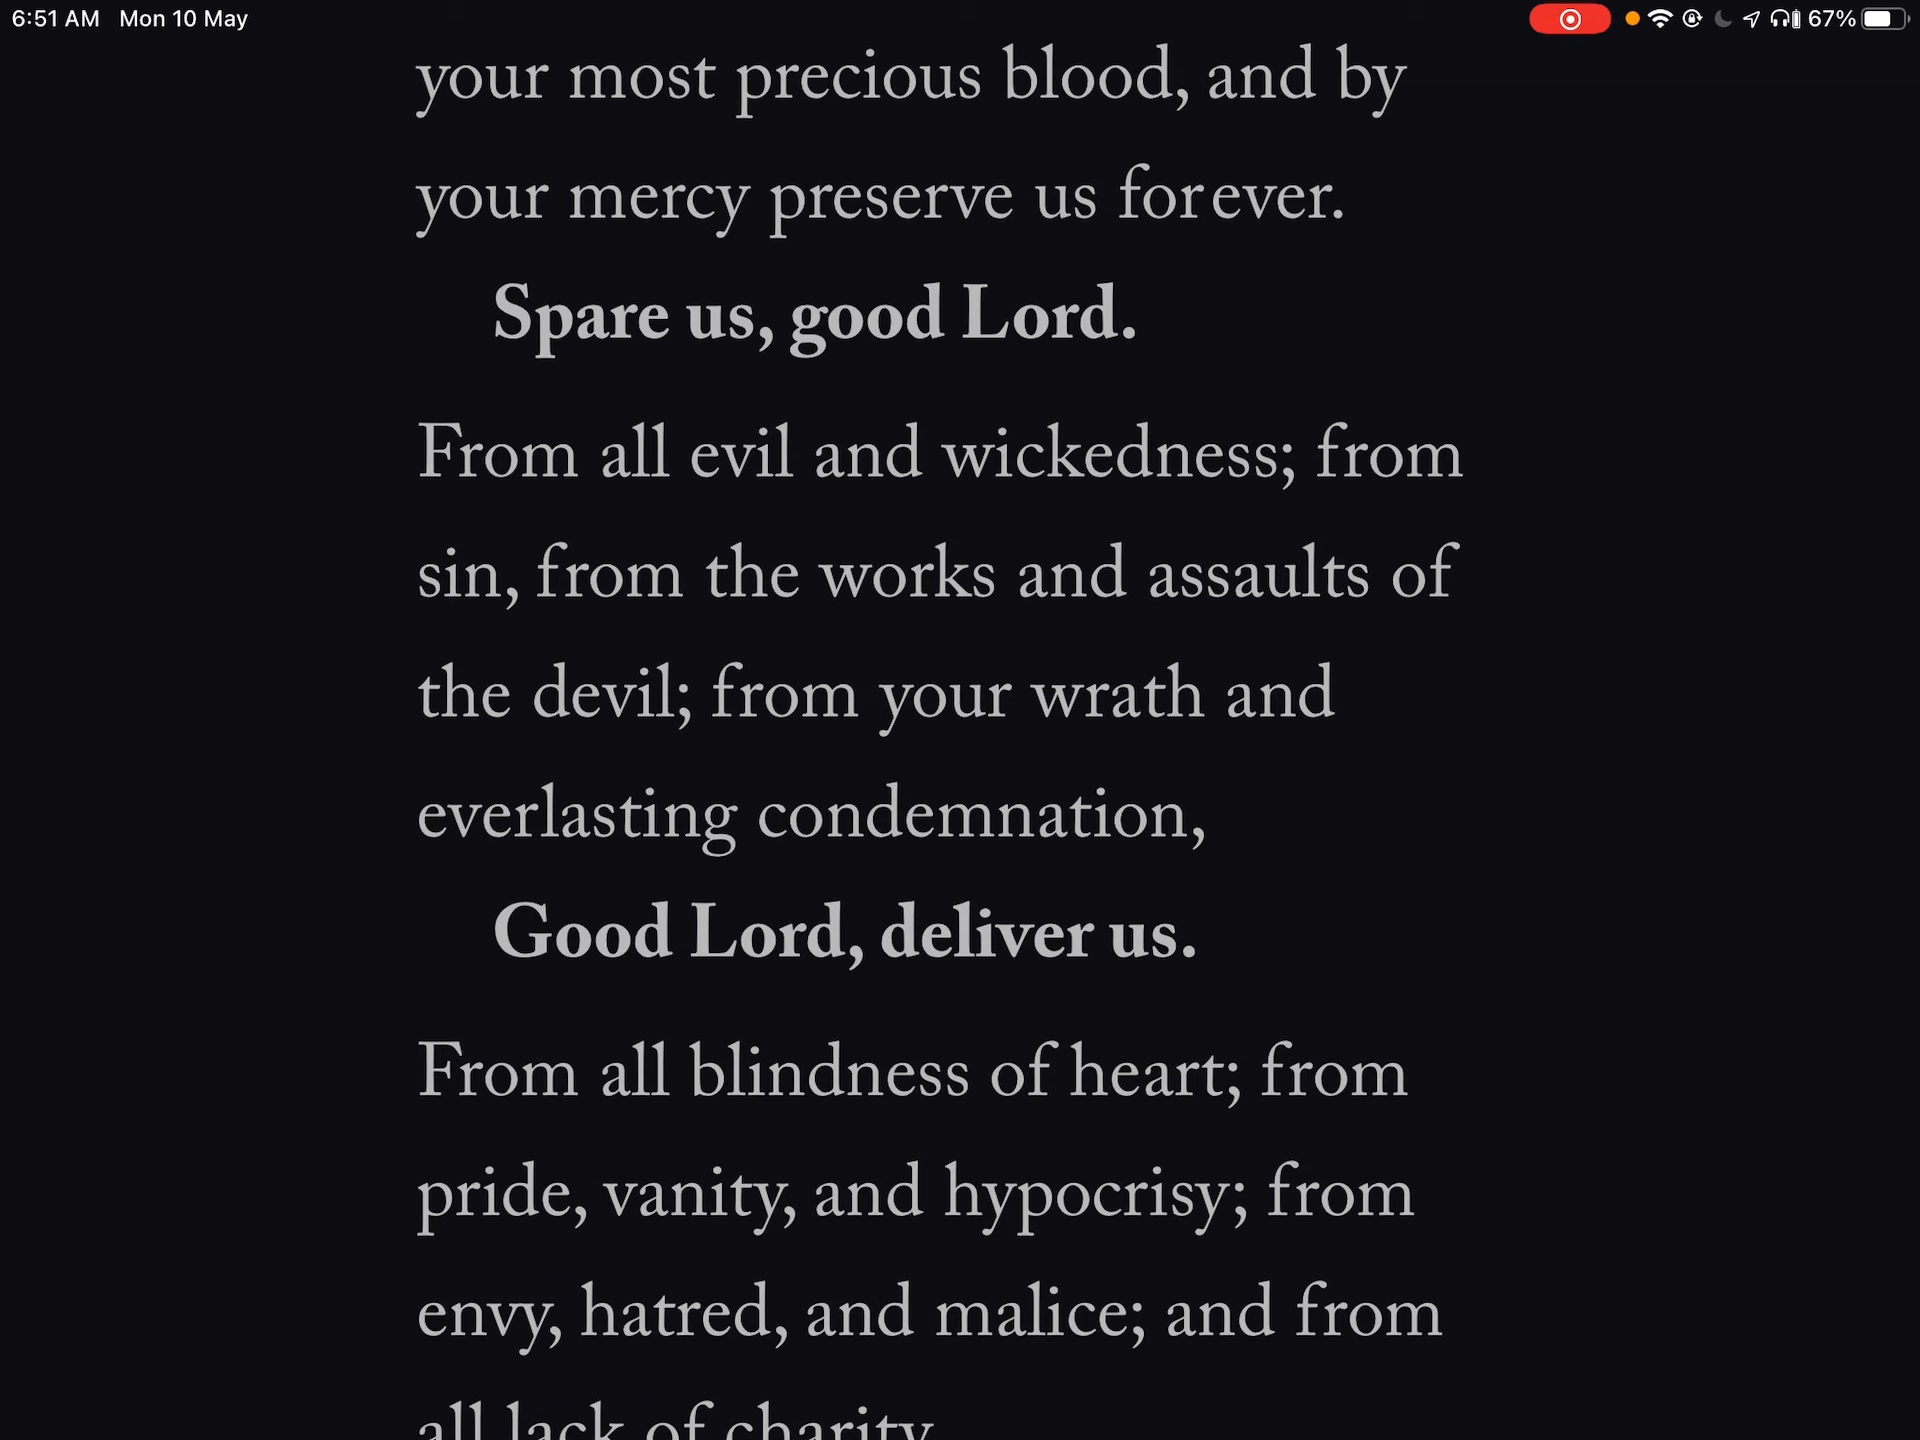 6:51 AM Mon 10 May 67%
your most precious blood, and by
your mercy preserve us forever.
Spare us, good Lord.
From all evil and wickedness; from
sin, from the works and assaults of
the devil; from your wrath and
everlasting condemnation,
Good Lord, deliver us.
From all blindness of heart; from
pride, vanity, and hypocrisy; from
envy, hatred, and malice; and from
all lack of charity